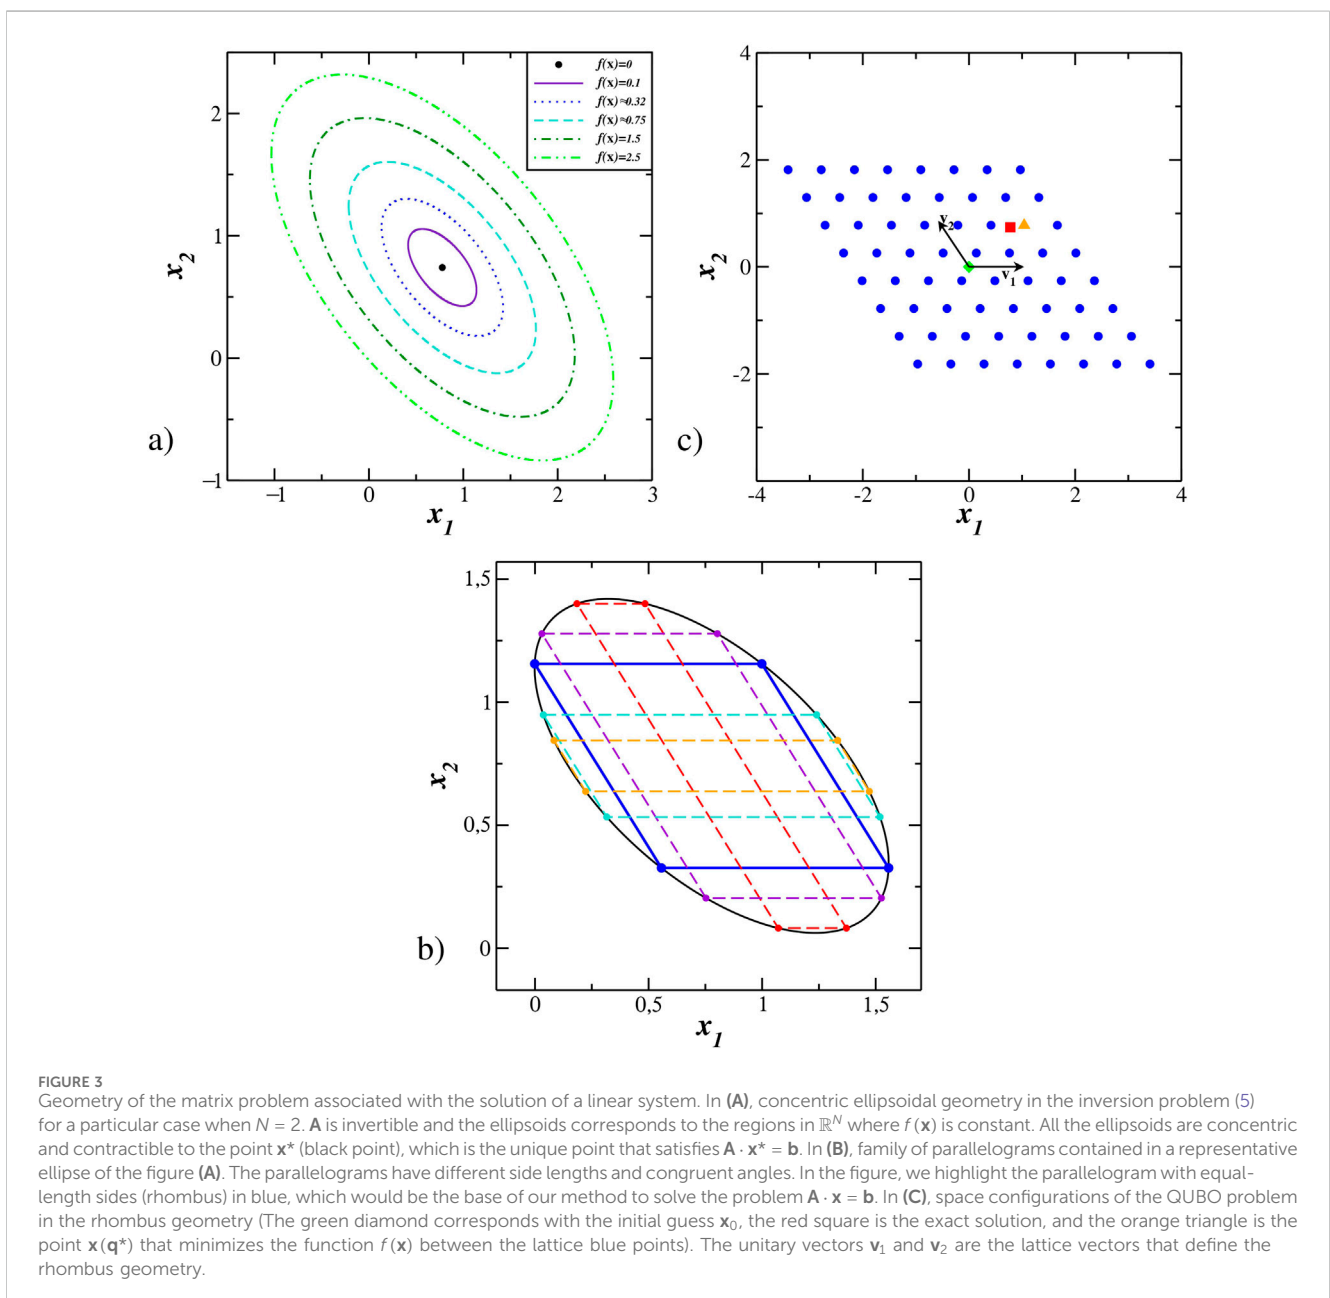 f(x)=0
f(x)=0.1
f(x)≈0.32
f(x)≈0.75
f(x)=1.5
f(x)=2.5
2
1
0
−1
−1
0
1
2
3
x2
x1
a)
4
2
0
-2
-4
-2
0
2
4
x2
x1
v2
v1
c)
1,5
1
0,5
0
0
0,5
1
1,5
x2
x1
b)
FIGURE 3
Geometry of the matrix problem associated with the solution of a linear system. In (A), concentric ellipsoidal geometry in the inversion problem (5)
for a particular case when N = 2. A is invertible and the ellipsoids corresponds to the regions in ℝᴺ where f(x) is constant. All the ellipsoids are concentric
and contractible to the point x* (black point), which is the unique point that satisfies A · x* = b. In (B), family of parallelograms contained in a representative
ellipse of the figure (A). The parallelograms have different side lengths and congruent angles. In the figure, we highlight the parallelogram with equal-
length sides (rhombus) in blue, which would be the base of our method to solve the problem A · x = b. In (C), space configurations of the QUBO problem
in the rhombus geometry (The green diamond corresponds with the initial guess x₀, the red square is the exact solution, and the orange triangle is the
point x(q*) that minimizes the function f(x) between the lattice blue points). The unitary vectors v₁ and v₂ are the lattice vectors that define the
rhombus geometry.